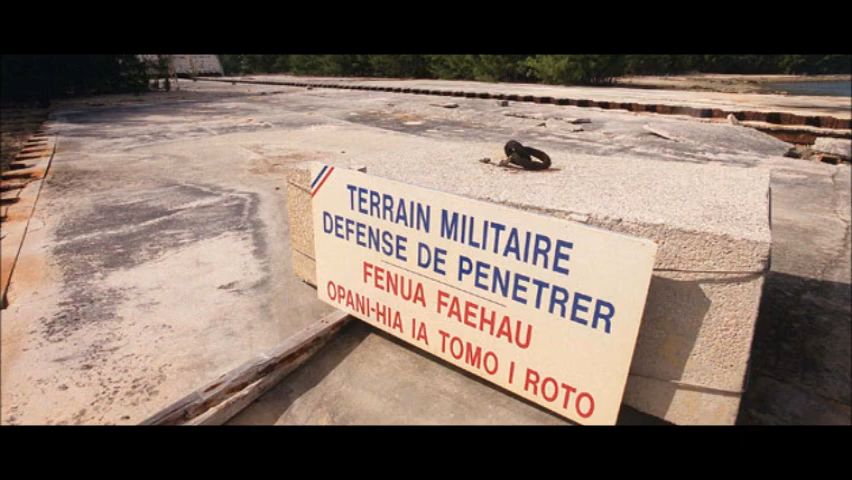 TERRAIN MILITAIRE
DEFENSE DE PENETRER
FENUA FAEHAU
OPANI-HIA IA TOMO I ROTO